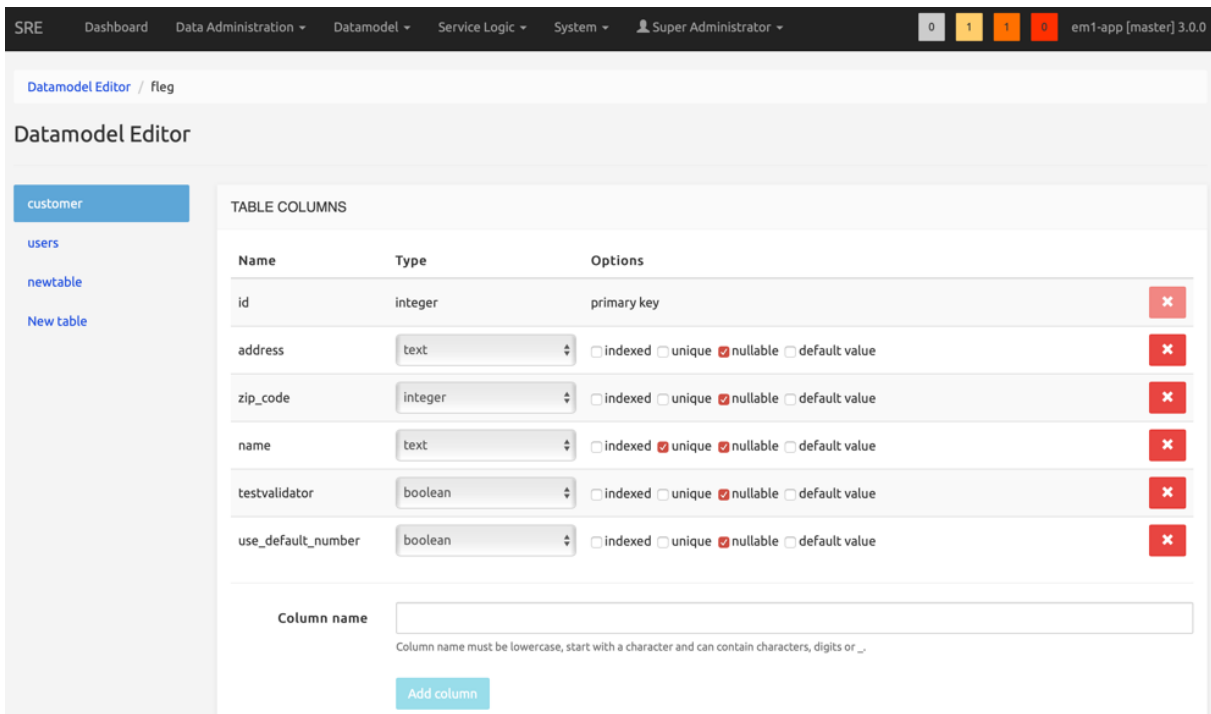 SRE Dashboard Data Administration Datamodel Service Logic System Super Administrator 0 1 1 0 em1-app [master] 3.0.0
Datamodel Editor / fleg
Datamodel Editor
customer
users
newtable
New table
TABLE COLUMNS
Name Type Options
id integer primary key
address text indexed unique nullable default value
zip_code integer indexed unique nullable default value
name text indexed unique nullable default value
testvalidator boolean indexed unique nullable default value
use_default_number boolean indexed unique nullable default value
Column name
Column name must be lowercase, start with a character and can contain characters, digits or _.
Add column